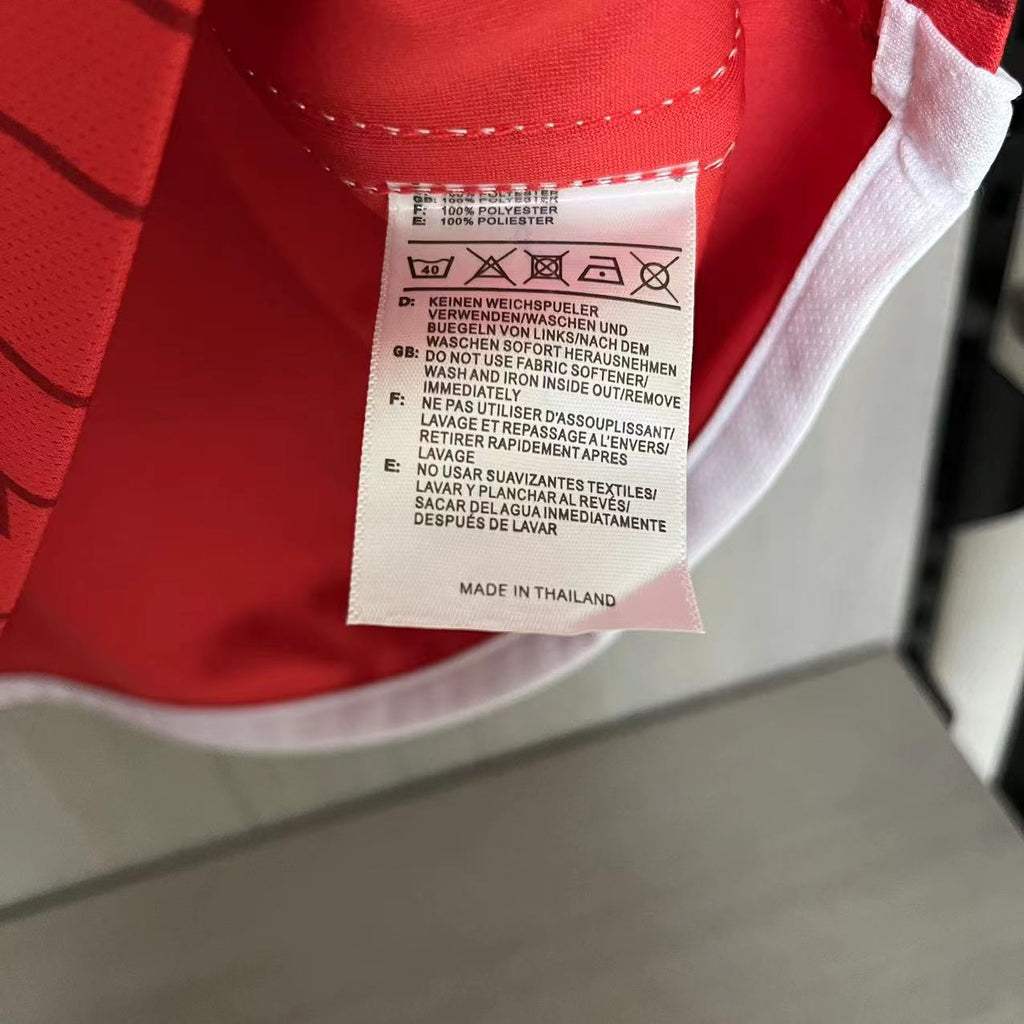 GB: 100% POLYESTER
F: 100% POLYESTER
E: 100% POLIESTER
40
D: KEINEN WEICHSPUELER
VERWENDEN/WASCHEN UND
BUEGELN VON LINKS/NACH DEM
WASCHEN SOFORT HERAUSNEHMEN
GB: DO NOT USE FABRIC SOFTENER/
WASH AND IRON INSIDE OUT/REMOVE
IMMEDIATELY
F: NE PAS UTILISER D'ASSOUPLISSANT/
LAVAGE ET REPASSAGE A L'ENVERS/
RETIRER RAPIDEMENT APRES
LAVAGE
E: NO USAR SUAVIZANTES TEXTILES/
LAVAR Y PLANCHAR AL REVÉS/
SACAR DEL AGUA INMEDIATAMENTE
DESPUÉS DE LAVAR
MADE IN THAILAND